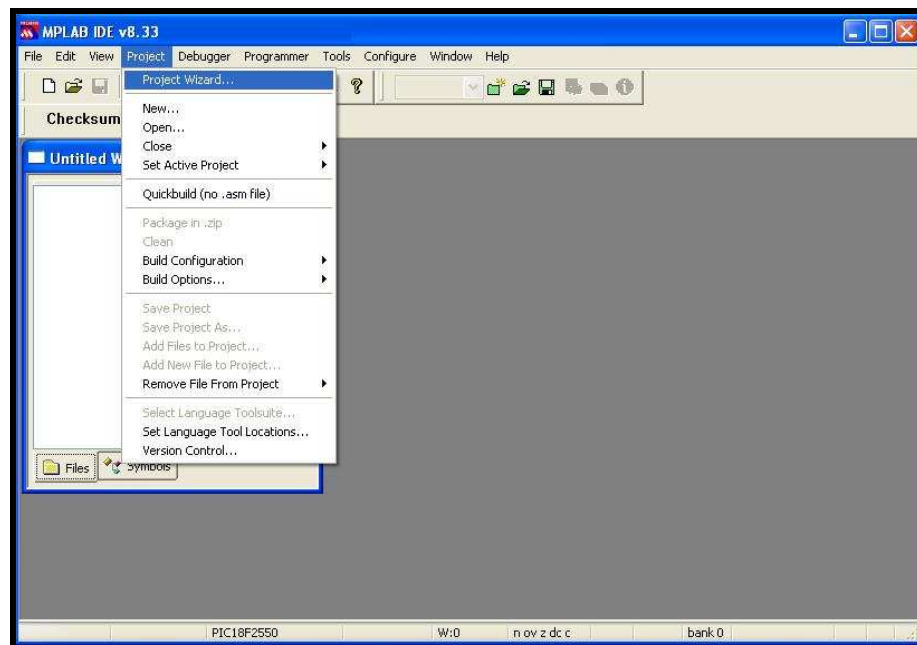 MPLAB IDE v8.33
File Edit View Project Debugger Programmer Tools Configure Window Help
Checksum
Untitled W
Project Wizard...
New...
Open...
Close
Set Active Project
Quickbuild (no .asm file)
Package in .zip
Clean
Build Configuration
Build Options...
Save Project
Save Project As...
Add Files to Project...
Add New File to Project...
Remove File From Project
Select Language Toolsuite...
Set Language Tool Locations...
Version Control...
Files Symbols
PIC18F2550 W:0 n ov z dc c bank 0